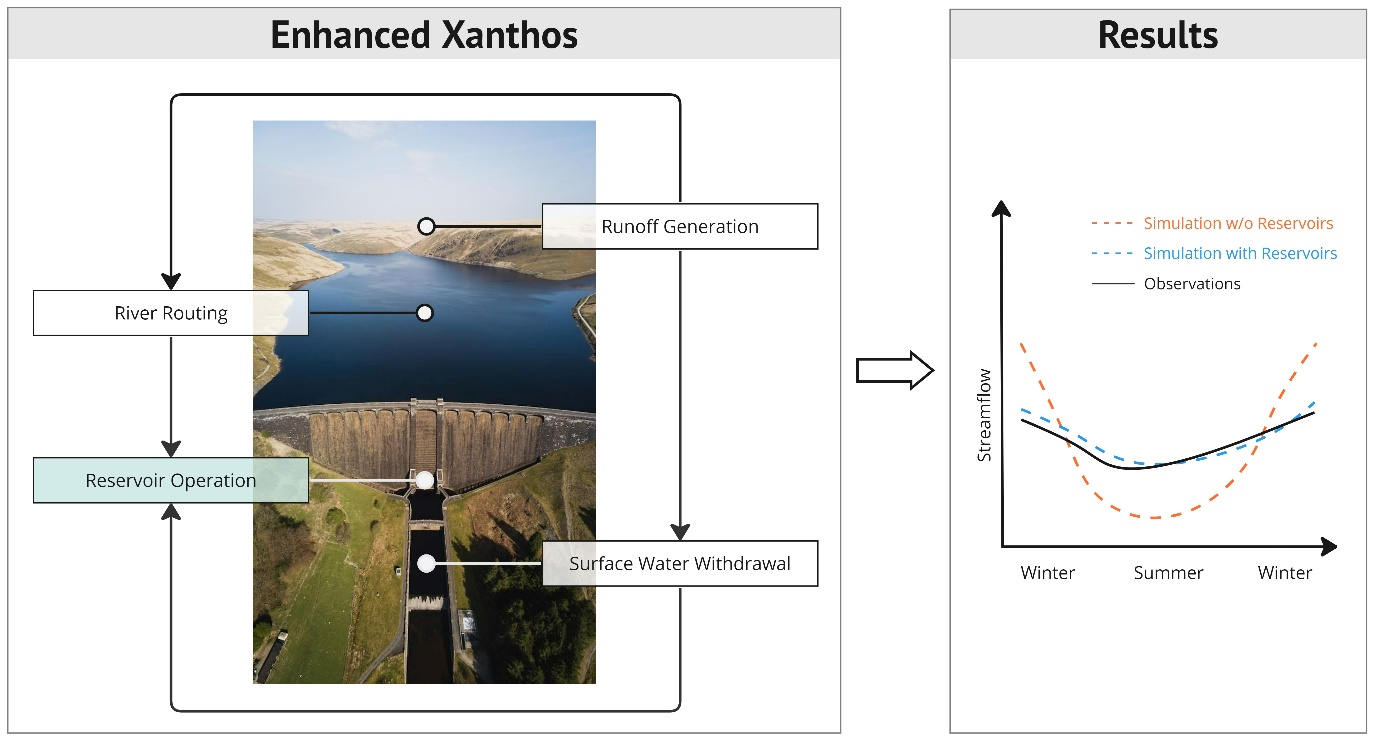 Enhanced Xanthos
Runoff Generation
River Routing
Reservoir Operation
Surface Water Withdrawal
Results
Simulation w/o Reservoirs
Simulation with Reservoirs
Observations
Streamflow
Winter Summer Winter